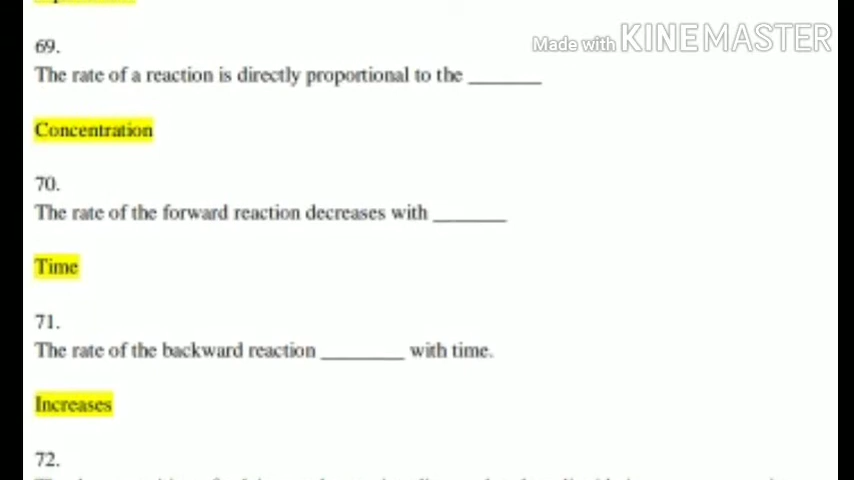 Made with KINEMASTER
69.
The rate of a reaction is directly proportional to the ________
Concentration
70.
The rate of the forward reaction decreases with ________
Time
71.
The rate of the backward reaction ________ with time.
Increases
72.